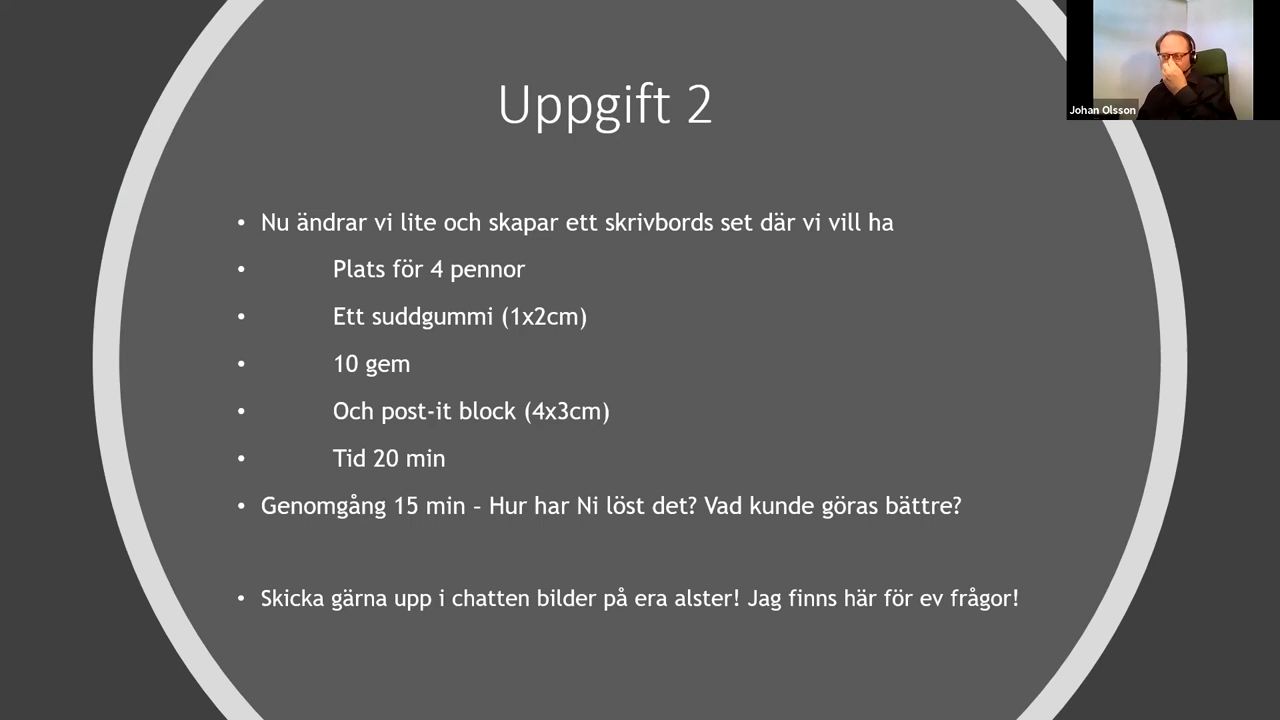 Uppgift 2
Johan Olsson
• Nu ändrar vi lite och skapar ett skrivbords set där vi vill ha
• Plats för 4 pennor
• Ett suddgummi (1x2cm)
• 10 gem
• Och post-it block (4x3cm)
• Tid 20 min
• Genomgång 15 min – Hur har Ni löst det? Vad kunde göras bättre?
• Skicka gärna upp i chatten bilder på era alster! Jag finns här för ev frågor!